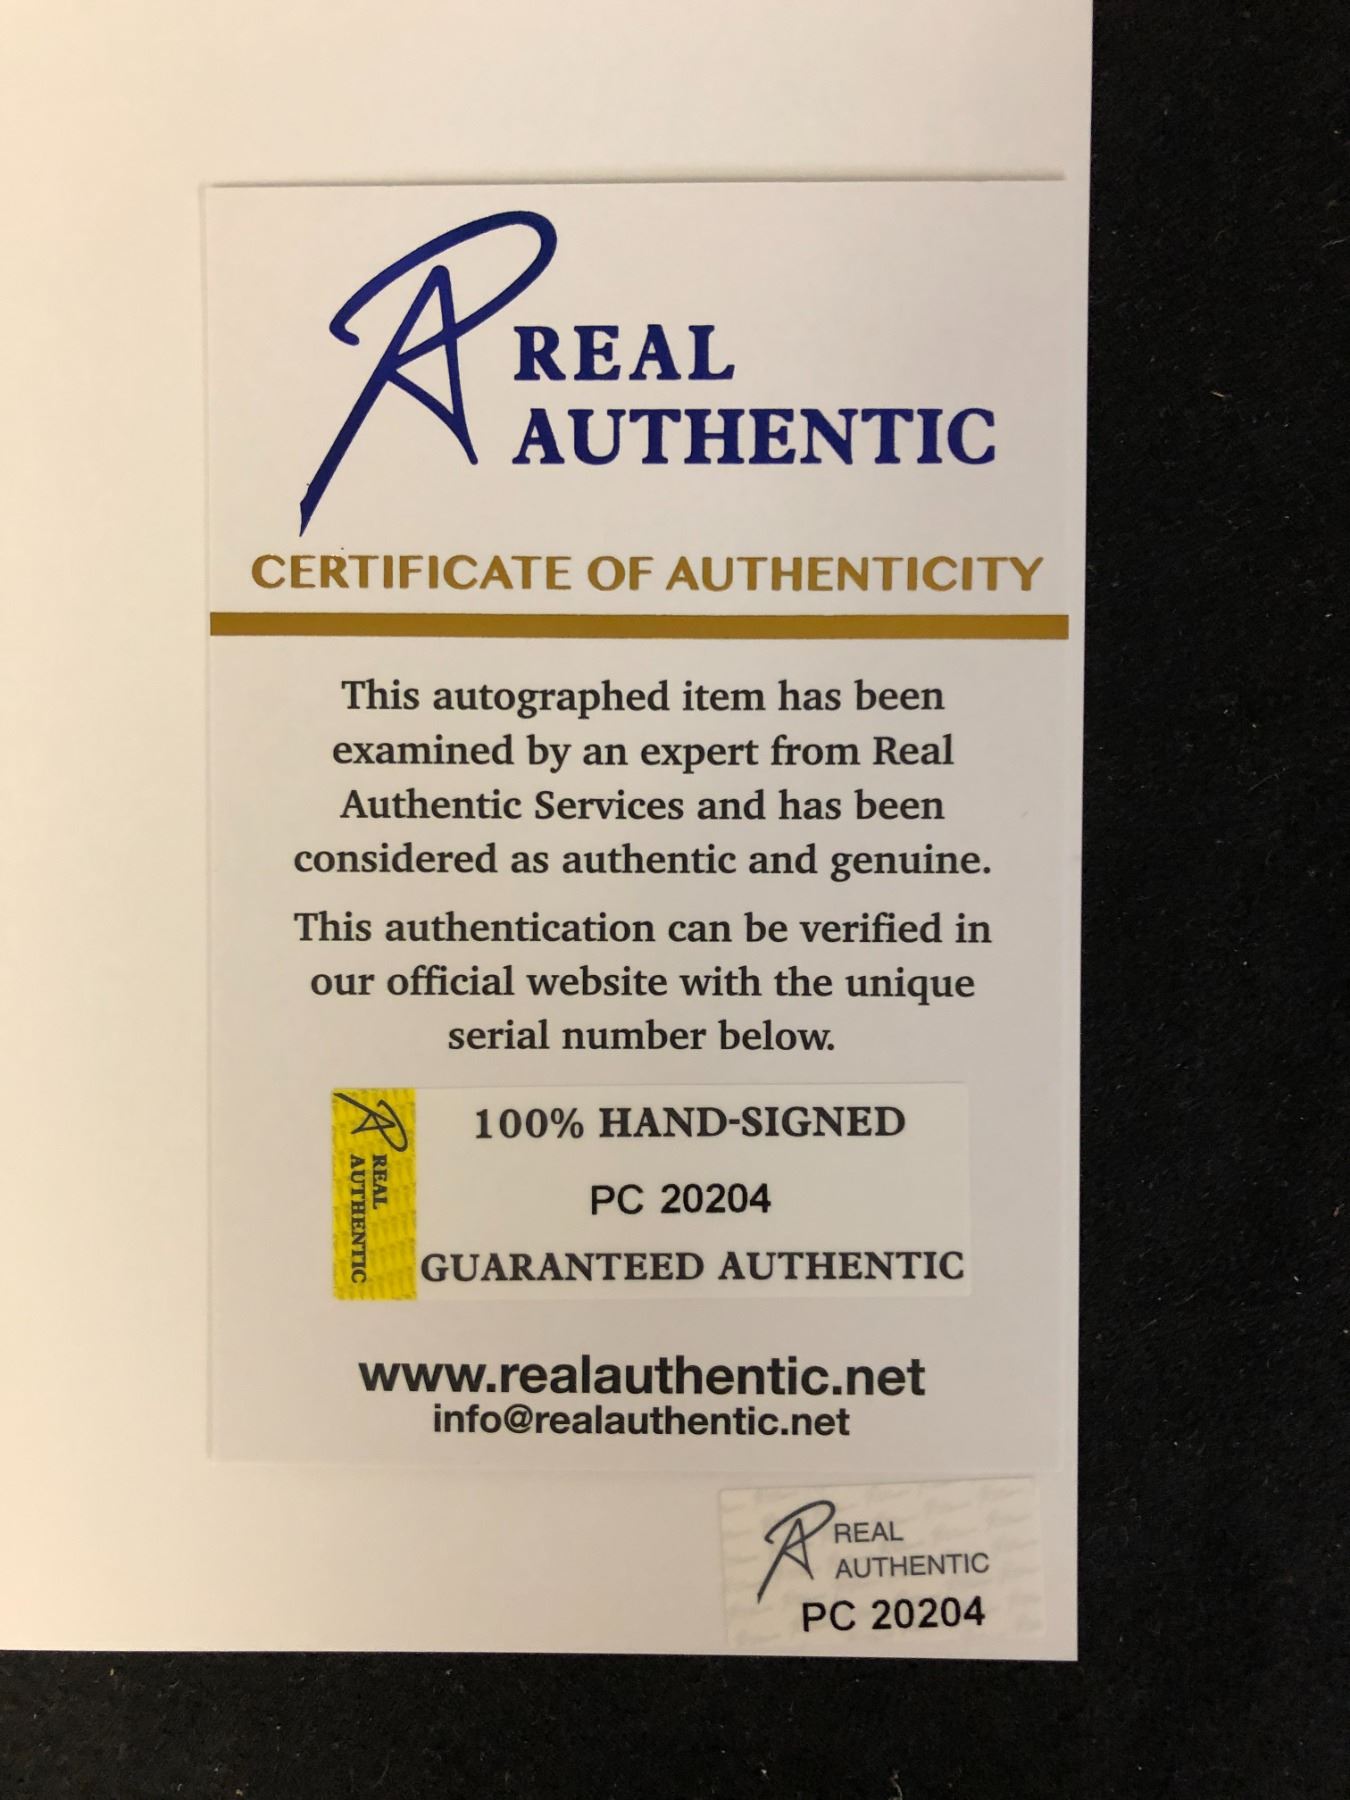 REAL
AUTHENTIC
CERTIFICATE OF AUTHENTICITY
This autographed item has been
examined by an expert from Real
Authentic Services and has been
considered as authentic and genuine.
This authentication can be verified in
our official website with the unique
serial number below.
REAL
AUTHENTIC
100% HAND-SIGNED
PC 20204
GUARANTEED AUTHENTIC
www.realauthentic.net
info@realauthentic.net
REAL
AUTHENTIC
PC 20204